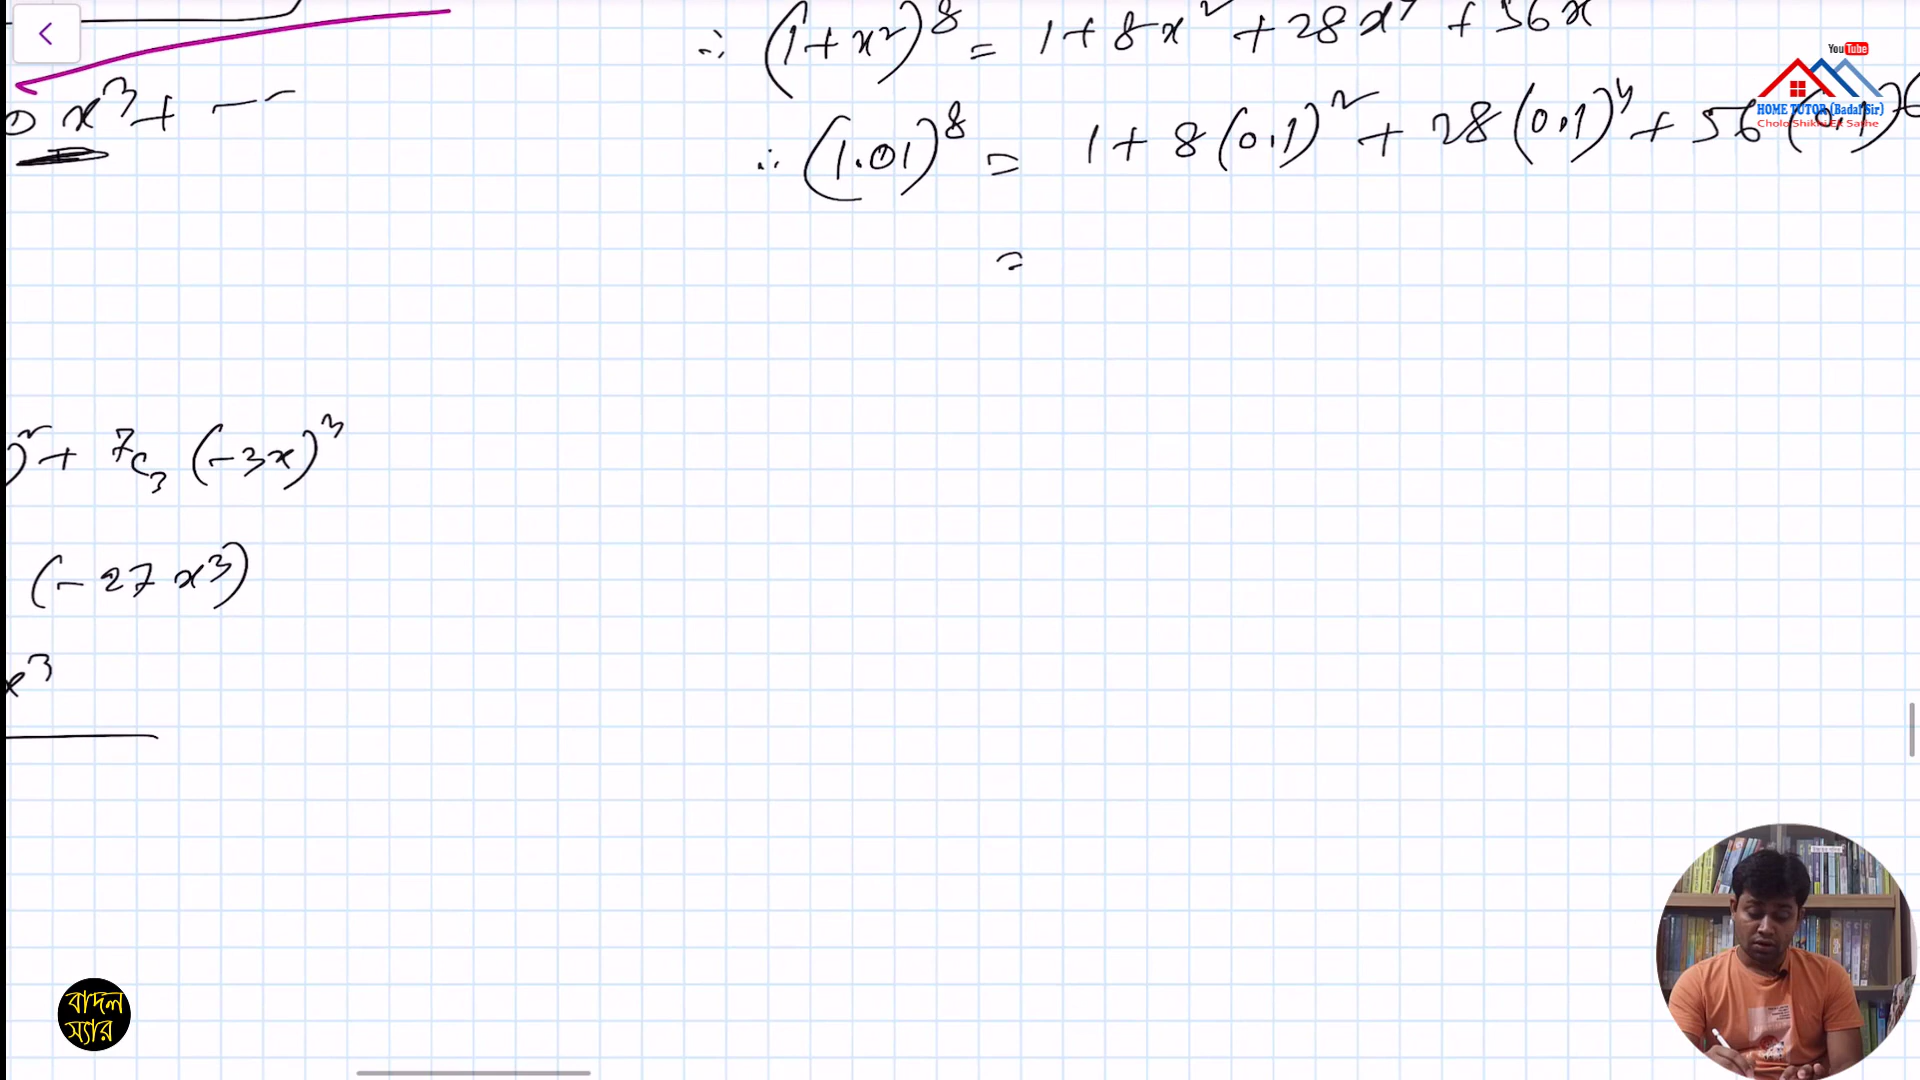 ∴ (1+x²)⁸ = 1 + 8x² + 28x⁴ + 56x
∴ (1.01)⁸ = 1 + 8(0.1)² + 28(0.1)⁴ + 56(0.1)⁶
=
x³ + --
)² + ⁷C₃ (-3x)³
(-27x³)
x³
YouTube
HOME TUTOR (Badal Sir)
Cholo Shikhi Ek Sathe
বাদল
স্যার